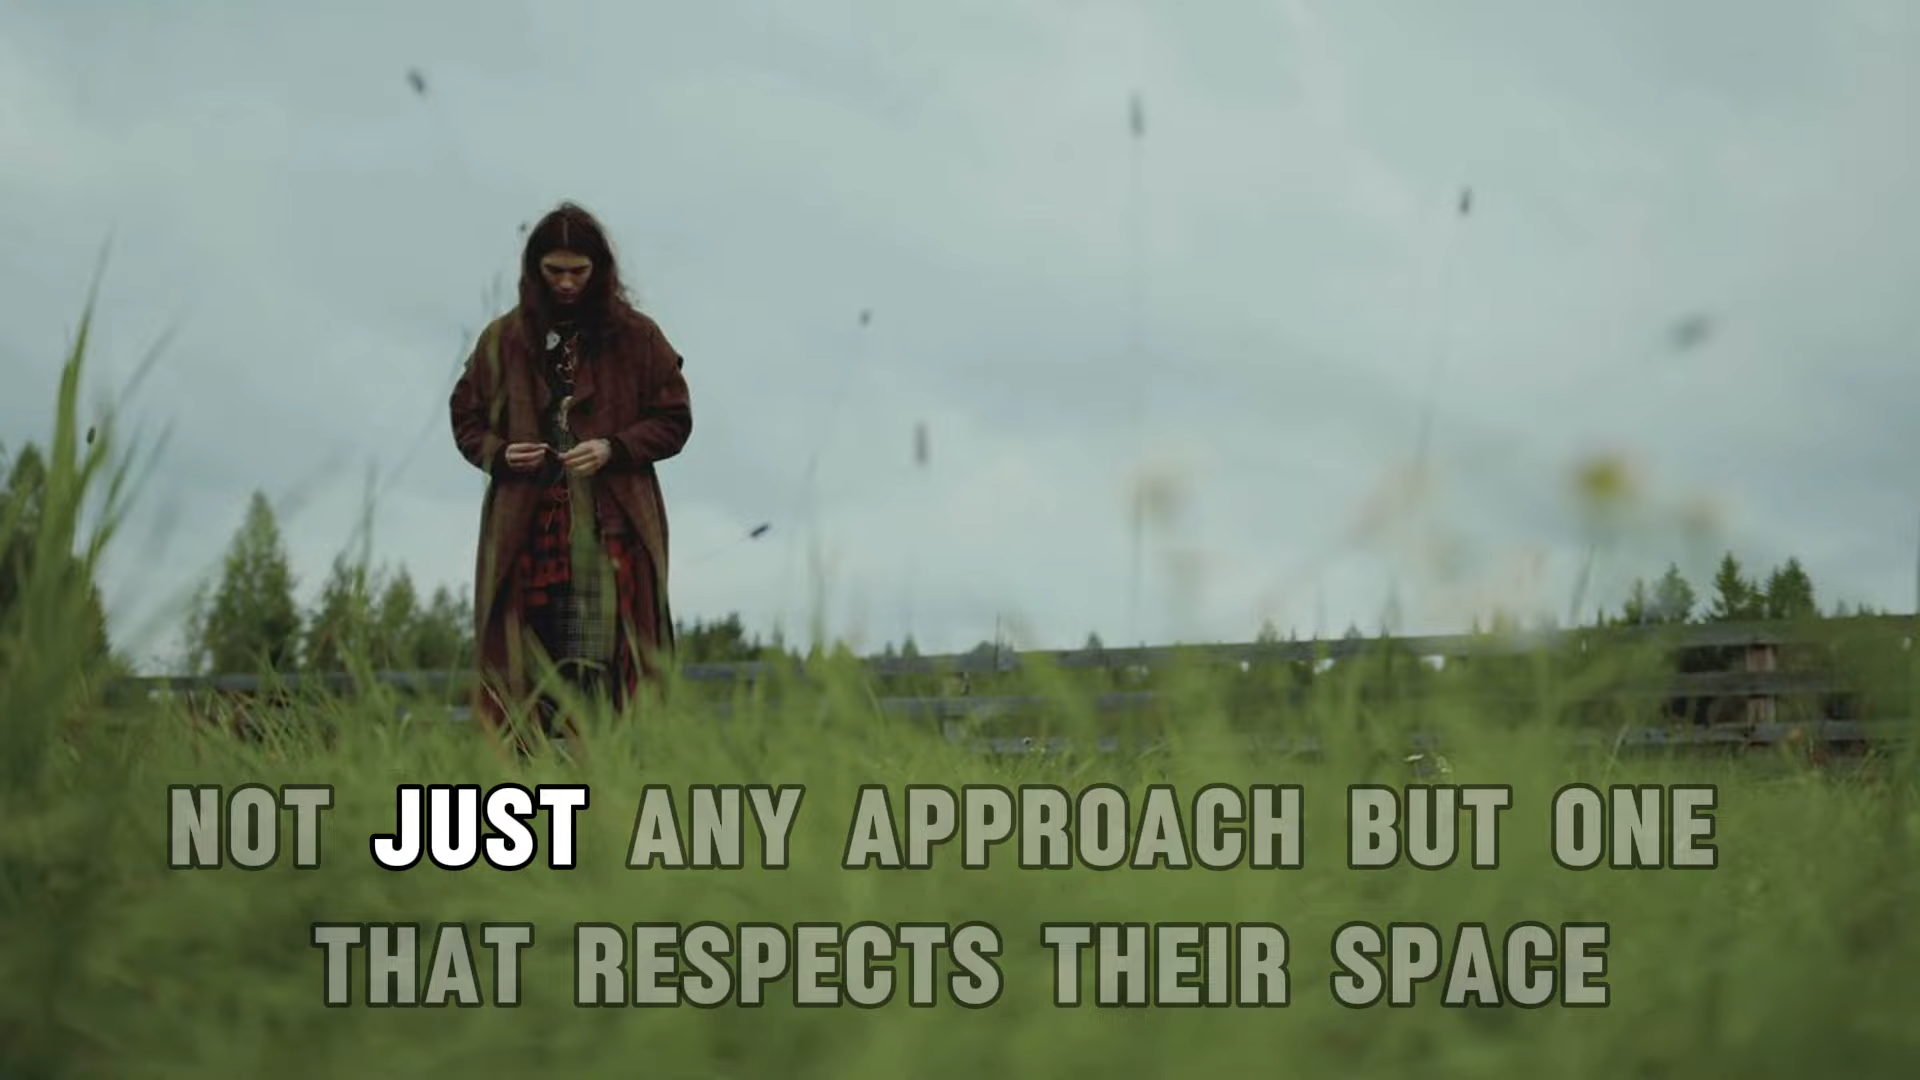 NOT JUST ANY APPROACH BUT ONE
THAT RESPECTS THEIR SPACE